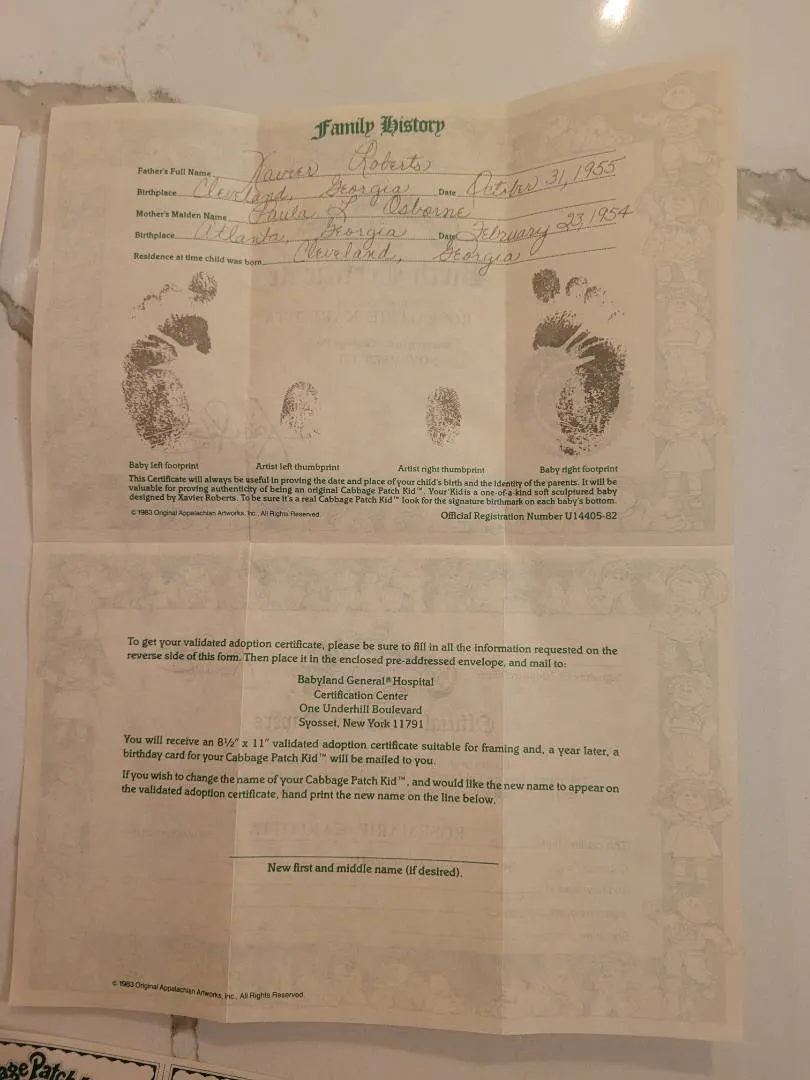 Family History
Father's Full Name Xavier Roberts
Birthplace Cleveland, Georgia Date October 31, 1955
Mother's Maiden Name Paula L Osborne
Birthplace Atlanta, Georgia Date February 23, 1954
Residence at time child was born Cleveland, Georgia
Baby left footprint Artist left thumbprint Artist right thumbprint Baby right footprint
This Certificate will always be useful in proving the date and place of your child's birth and the identity of the parents. It will be
valuable for proving authenticity of being an original Cabbage Patch Kid™. Your 'Kid is a one-of-a-kind soft sculptured baby
designed by Xavier Roberts. To be sure it's a real Cabbage Patch Kid™ look for the signature birthmark on each baby's bottom.
© 1983 Original Appalachian Artworks, Inc., All Rights Reserved. Official Registration Number U14405-82
To get your validated adoption certificate, please be sure to fill in all the information requested on the
reverse side of this form. Then place it in the enclosed pre-addressed envelope, and mail to:
Babyland General® Hospital
Certification Center
One Underhill Boulevard
Syosset, New York 11791
You will receive an 8½" x 11" validated adoption certificate suitable for framing and, a year later, a
birthday card for your Cabbage Patch Kid™ will be mailed to you.
If you wish to change the name of your Cabbage Patch Kid™, and would like the new name to appear on
the validated adoption certificate, hand print the new name on the line below.
New first and middle name (if desired).
© 1983 Original Appalachian Artworks, Inc., All Rights Reserved